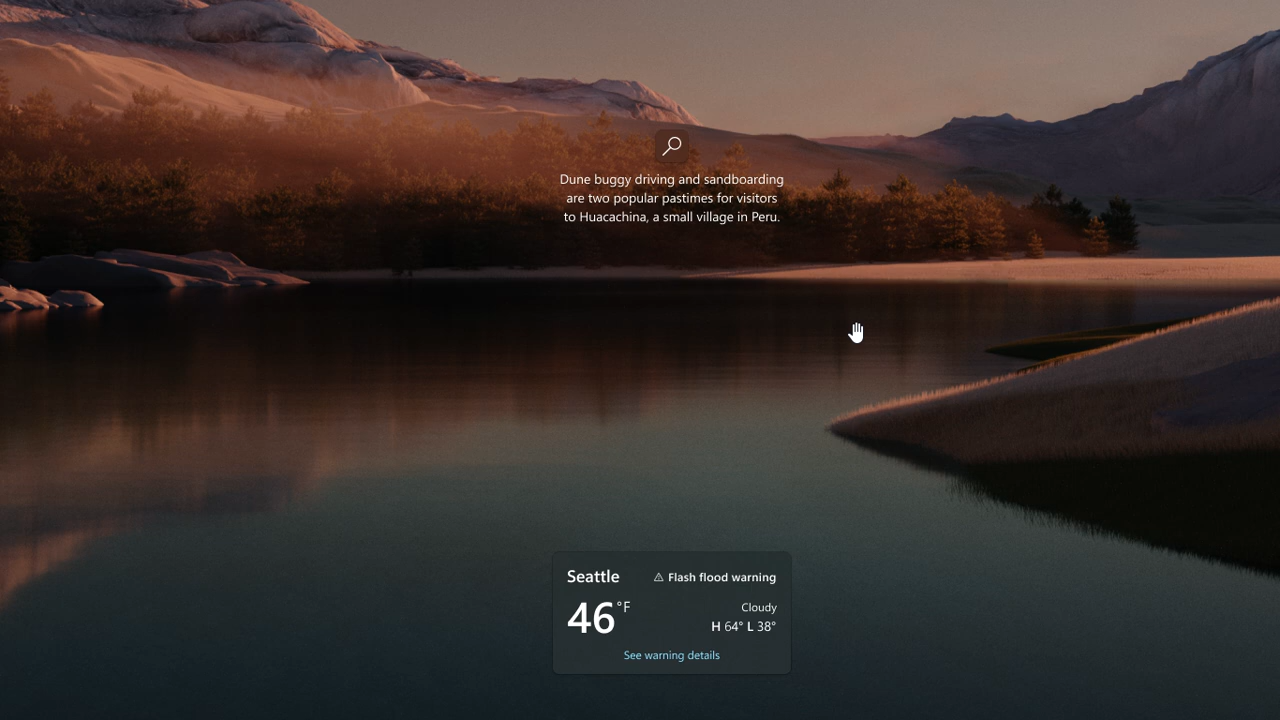 Dune buggy driving and sandboarding
are two popular pastimes for visitors
to Huacachina, a small village in Peru.
Seattle
Flash flood warning
46°F
Cloudy
H 64° L 38°
See warning details